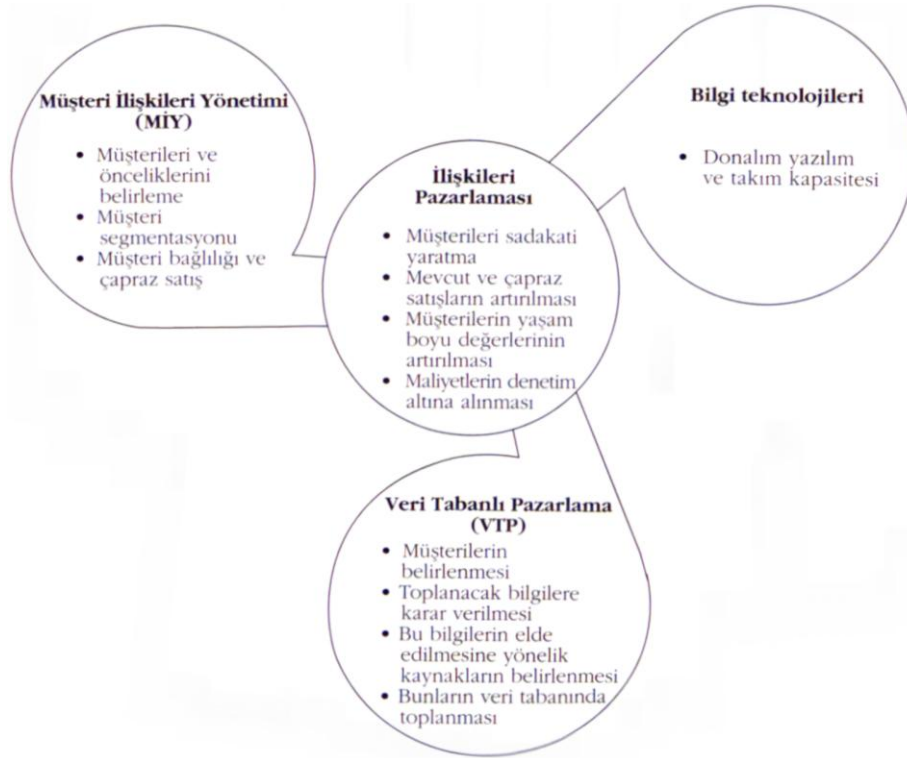 Müşteri İlişkileri Yönetimi
(MİY)
• Müşterileri ve
önceliklerini
belirleme
• Müşteri
segmentasyonu
• Müşteri bağlılığı ve
çapraz satış
Bilgi teknolojileri
• Donalım yazılım
ve takım kapasitesi
İlişkileri
Pazarlaması
• Müşterileri sadakati
yaratma
• Mevcut ve çapraz
satışların artırılması
• Müşterilerin yaşam
boyu değerlerinin
artırılması
• Maliyetlerin denetim
altına alınması
Veri Tabanlı Pazarlama
(VTP)
• Müşterilerin
belirlenmesi
• Toplanacak bilgilere
karar verilmesi
• Bu bilgilerin elde
edilmesine yönelik
kaynakların belirlenmesi
• Bunların veri tabanında
toplanması